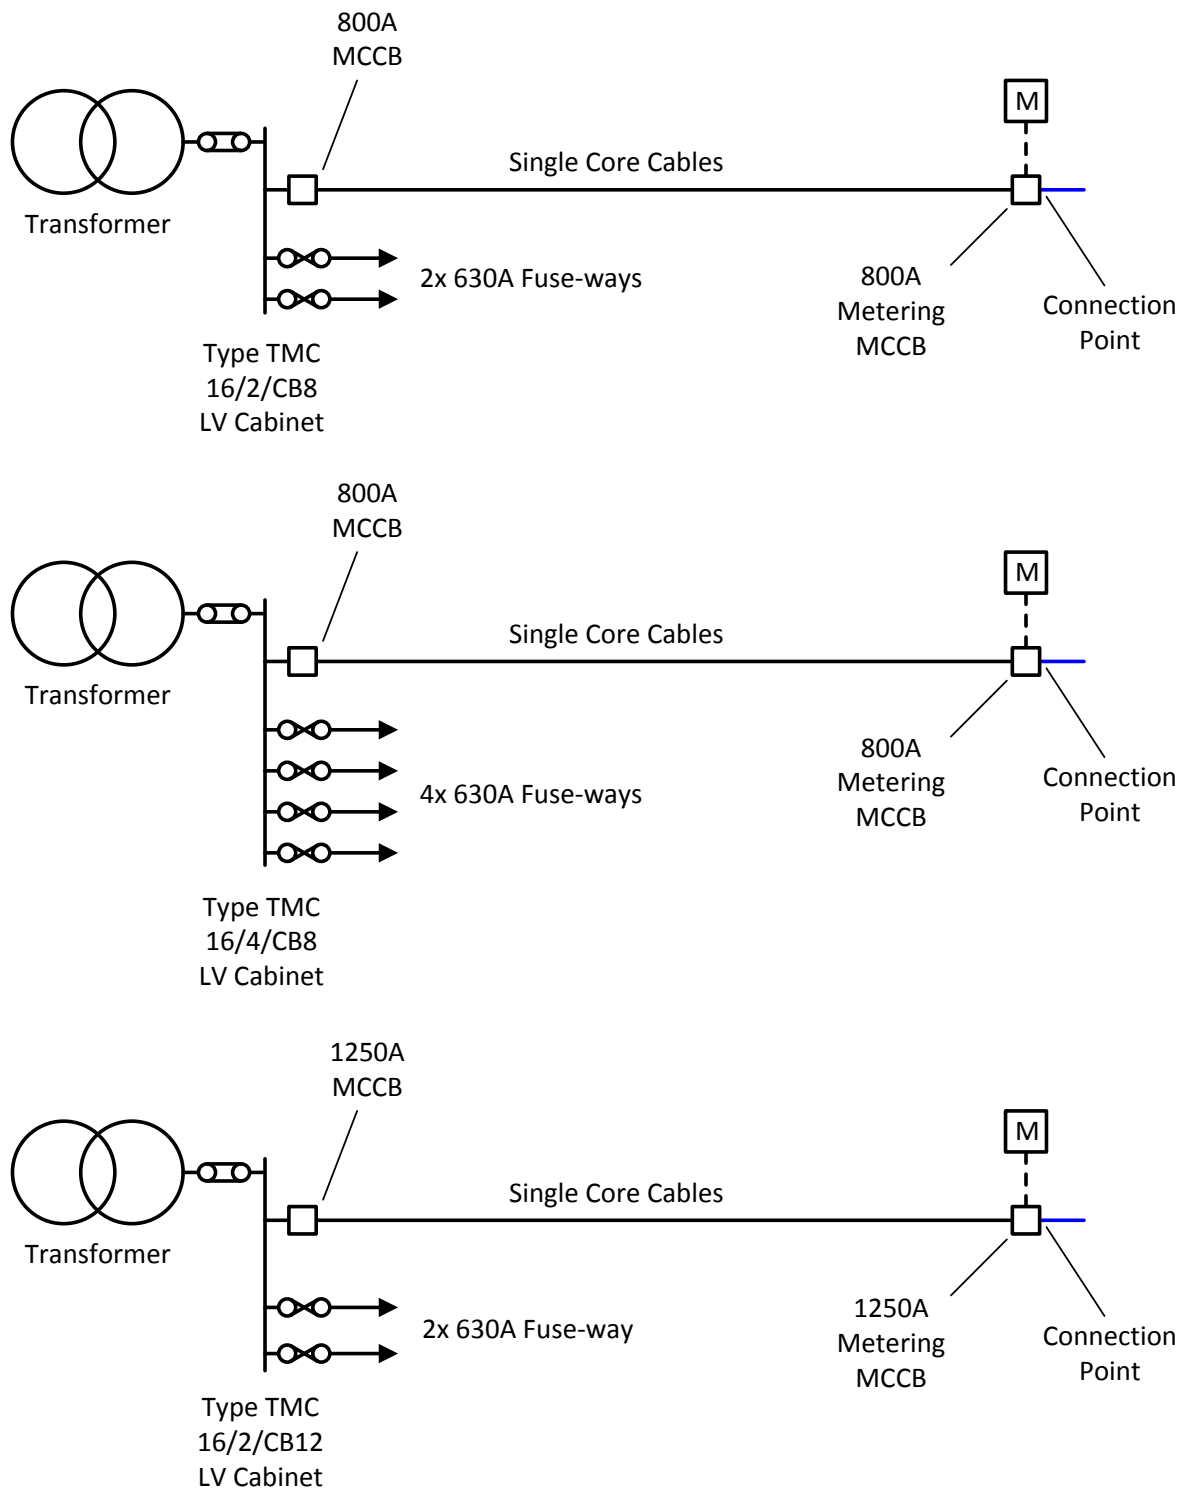 800A
MCCB
M
Single Core Cables
Transformer
2x 630A Fuse-ways
800A
Metering
MCCB
Connection
Point
Type TMC
16/2/CB8
LV Cabinet
800A
MCCB
M
Single Core Cables
Transformer
4x 630A Fuse-ways
800A
Metering
MCCB
Connection
Point
Type TMC
16/4/CB8
LV Cabinet
1250A
MCCB
M
Single Core Cables
Transformer
2x 630A Fuse-way
1250A
Metering
MCCB
Connection
Point
Type TMC
16/2/CB12
LV Cabinet